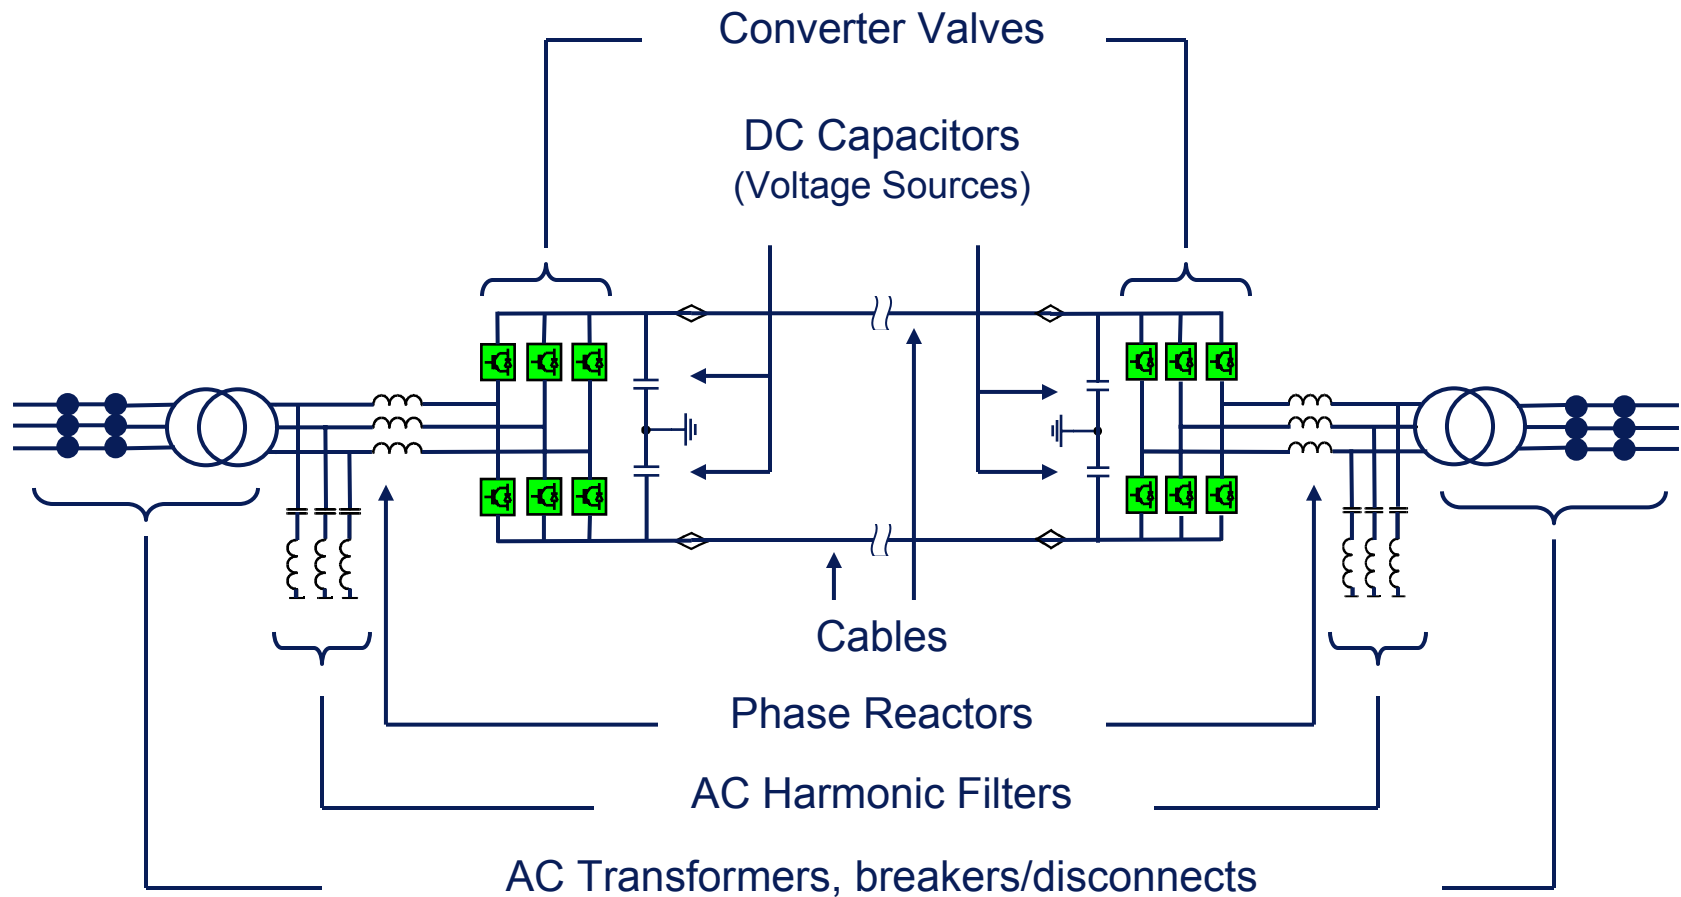 Converter Valves
DC Capacitors
(Voltage Sources)
Cables
Phase Reactors
AC Harmonic Filters
AC Transformers, breakers/disconnects